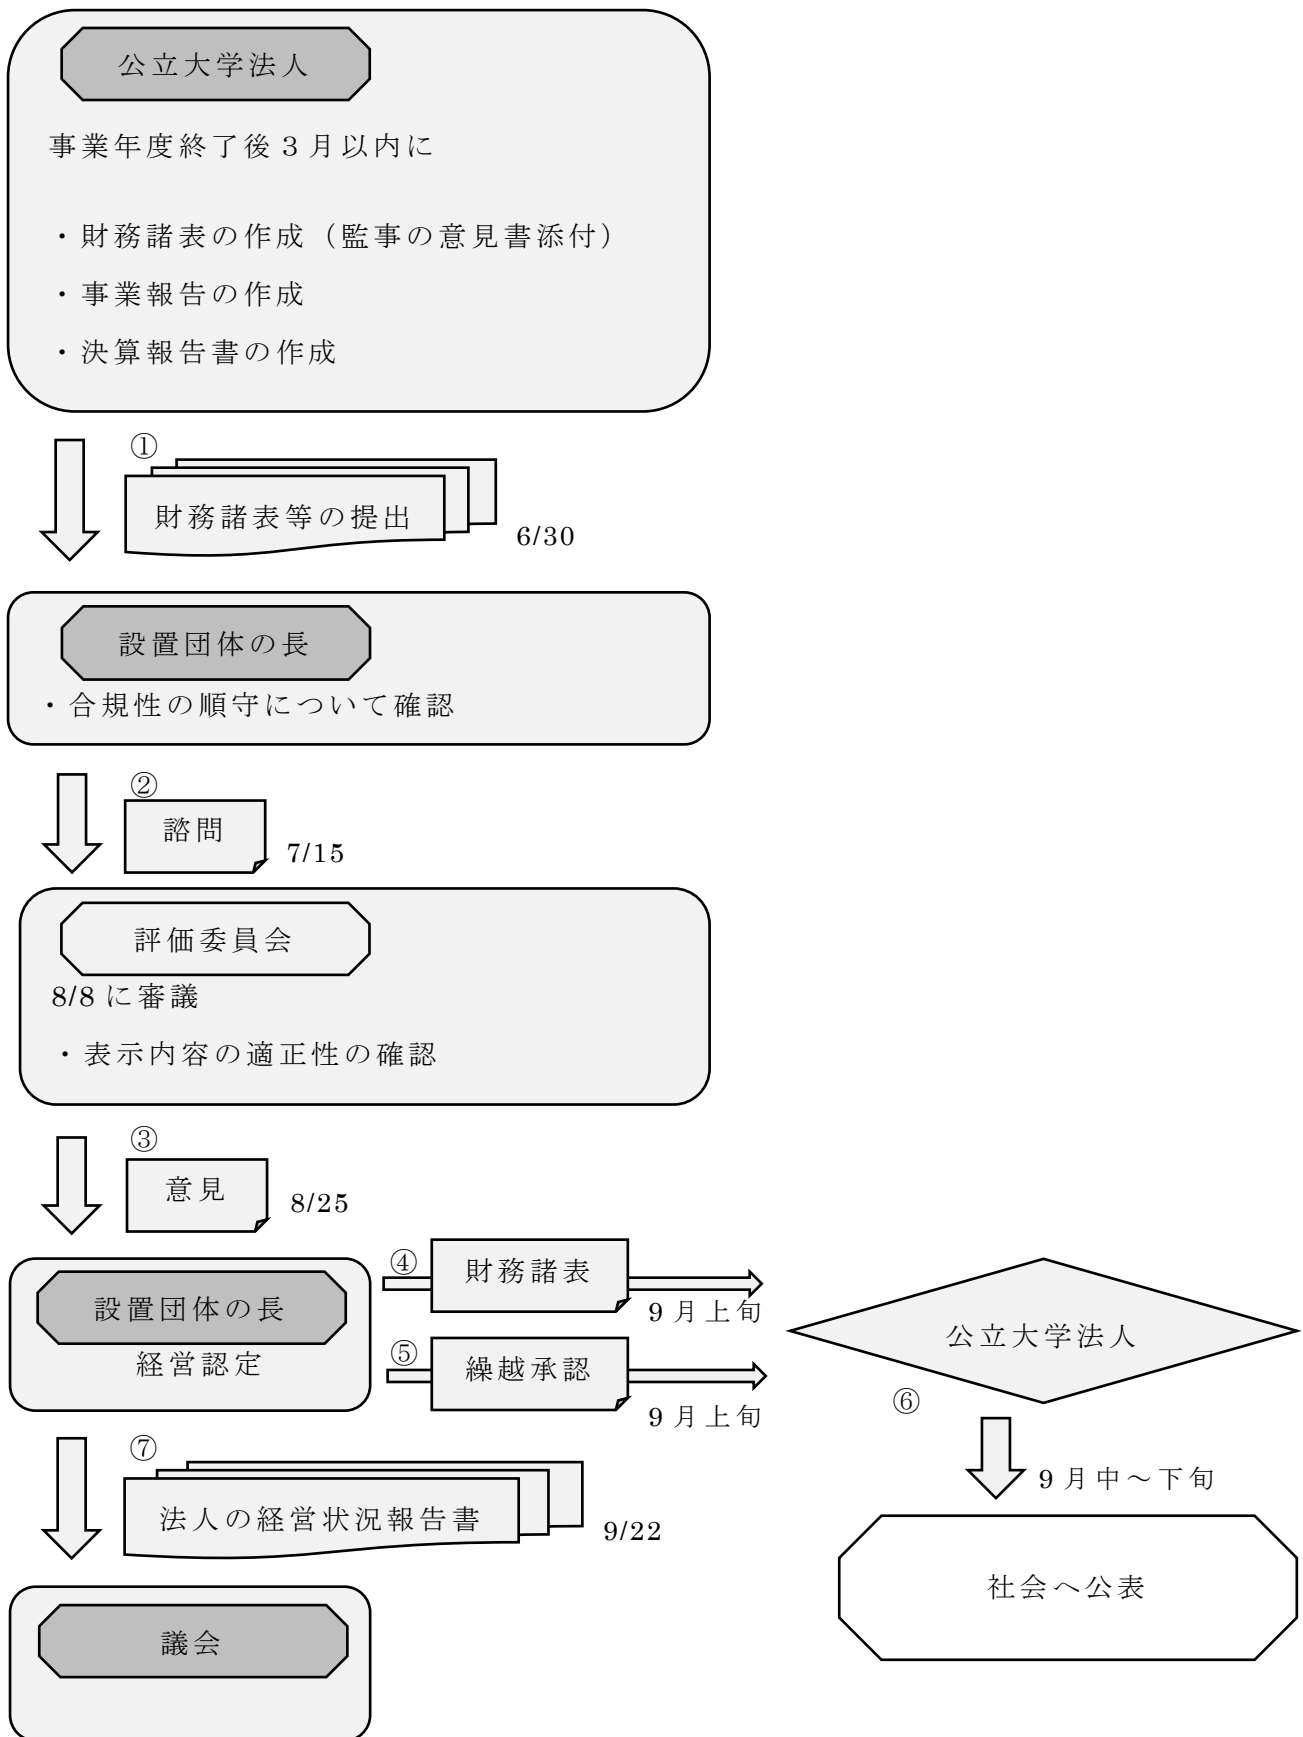 公立大学法人
事業年度終了後３月以内に
・財務諸表の作成（監事の意見書添付）
・事業報告の作成
・決算報告書の作成
①
財務諸表等の提出
6/30
設置団体の長
・合規性の順守について確認
②
諮問
7/15
評価委員会
8/8に審議
・表示内容の適正性の確認
③
意見
8/25
設置団体の長
経営認定
④
財務諸表
9月上旬
⑤
繰越承認
9月上旬
公立大学法人
⑥
9月中～下旬
社会へ公表
⑦
法人の経営状況報告書
9/22
議会